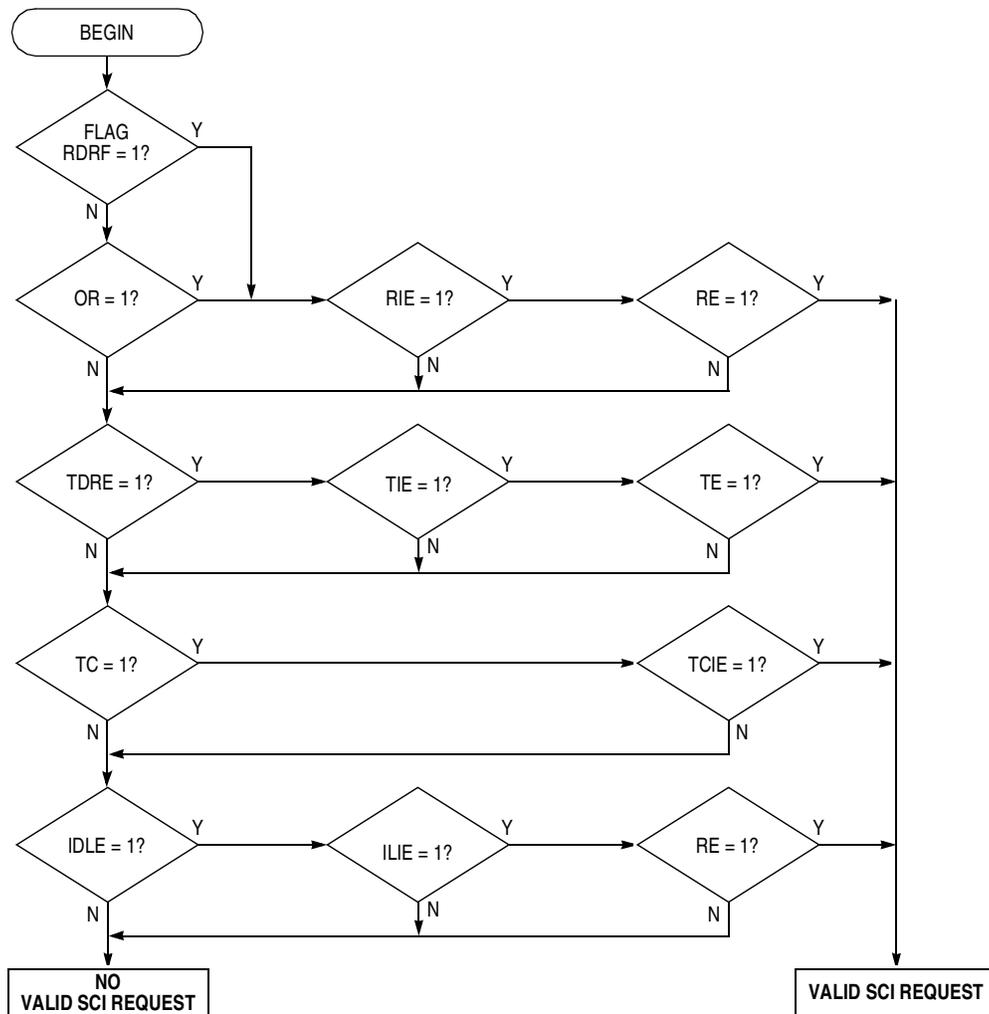 BEGIN
FLAG
RDRF = 1?
Y
N
OR = 1?
Y
N
RIE = 1?
Y
N
RE = 1?
Y
N
TDRE = 1?
Y
N
TIE = 1?
Y
N
TE = 1?
Y
N
TC = 1?
Y
N
TCIE = 1?
Y
N
IDLE = 1?
Y
N
ILIE = 1?
Y
N
RE = 1?
Y
N
NO
VALID SCI REQUEST
VALID SCI REQUEST